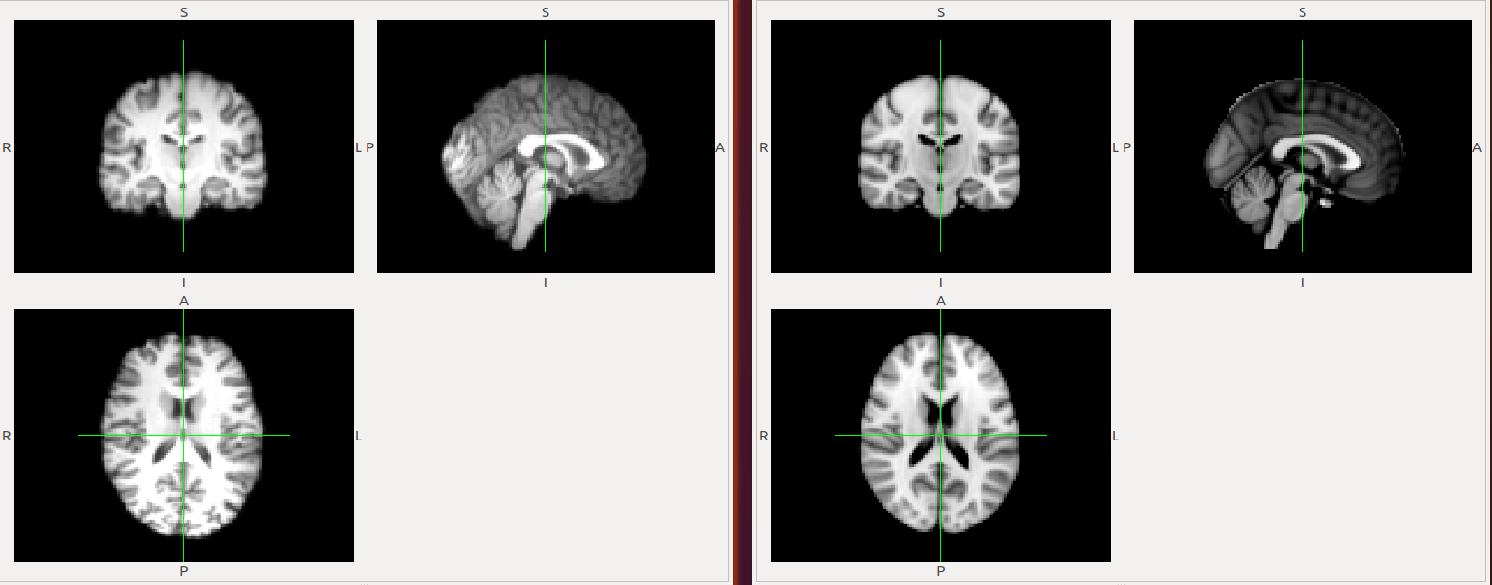 S S S S
R L P A R L P A
I I I I
A A
R L R L
P P